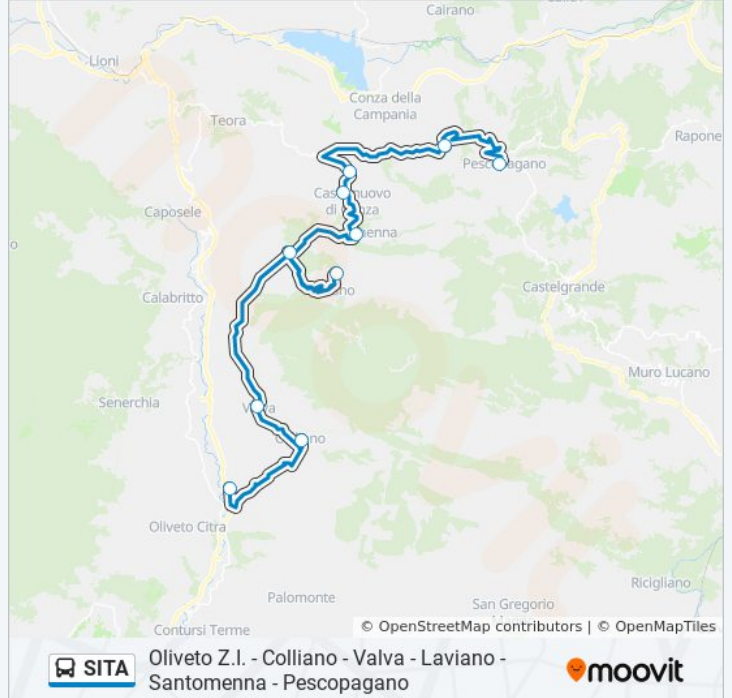 Cairano
Lioni
Conza della
Campania
Teora
Rapone
Pescopagano
Castelnuovo
di Conza
Caposele
menna
Castelgrande
Calabritto
ano
Muro Lucano
Senerchia
Valva
Colliano
Oliveto Citra
Ricigliano
Palomonte
San Gregorio
Contursi Terme
© OpenStreetMap contributors | © OpenMapTiles
SITA
Oliveto Z.I. - Colliano - Valva - Laviano -
Santomenna - Pescopagano
moovit